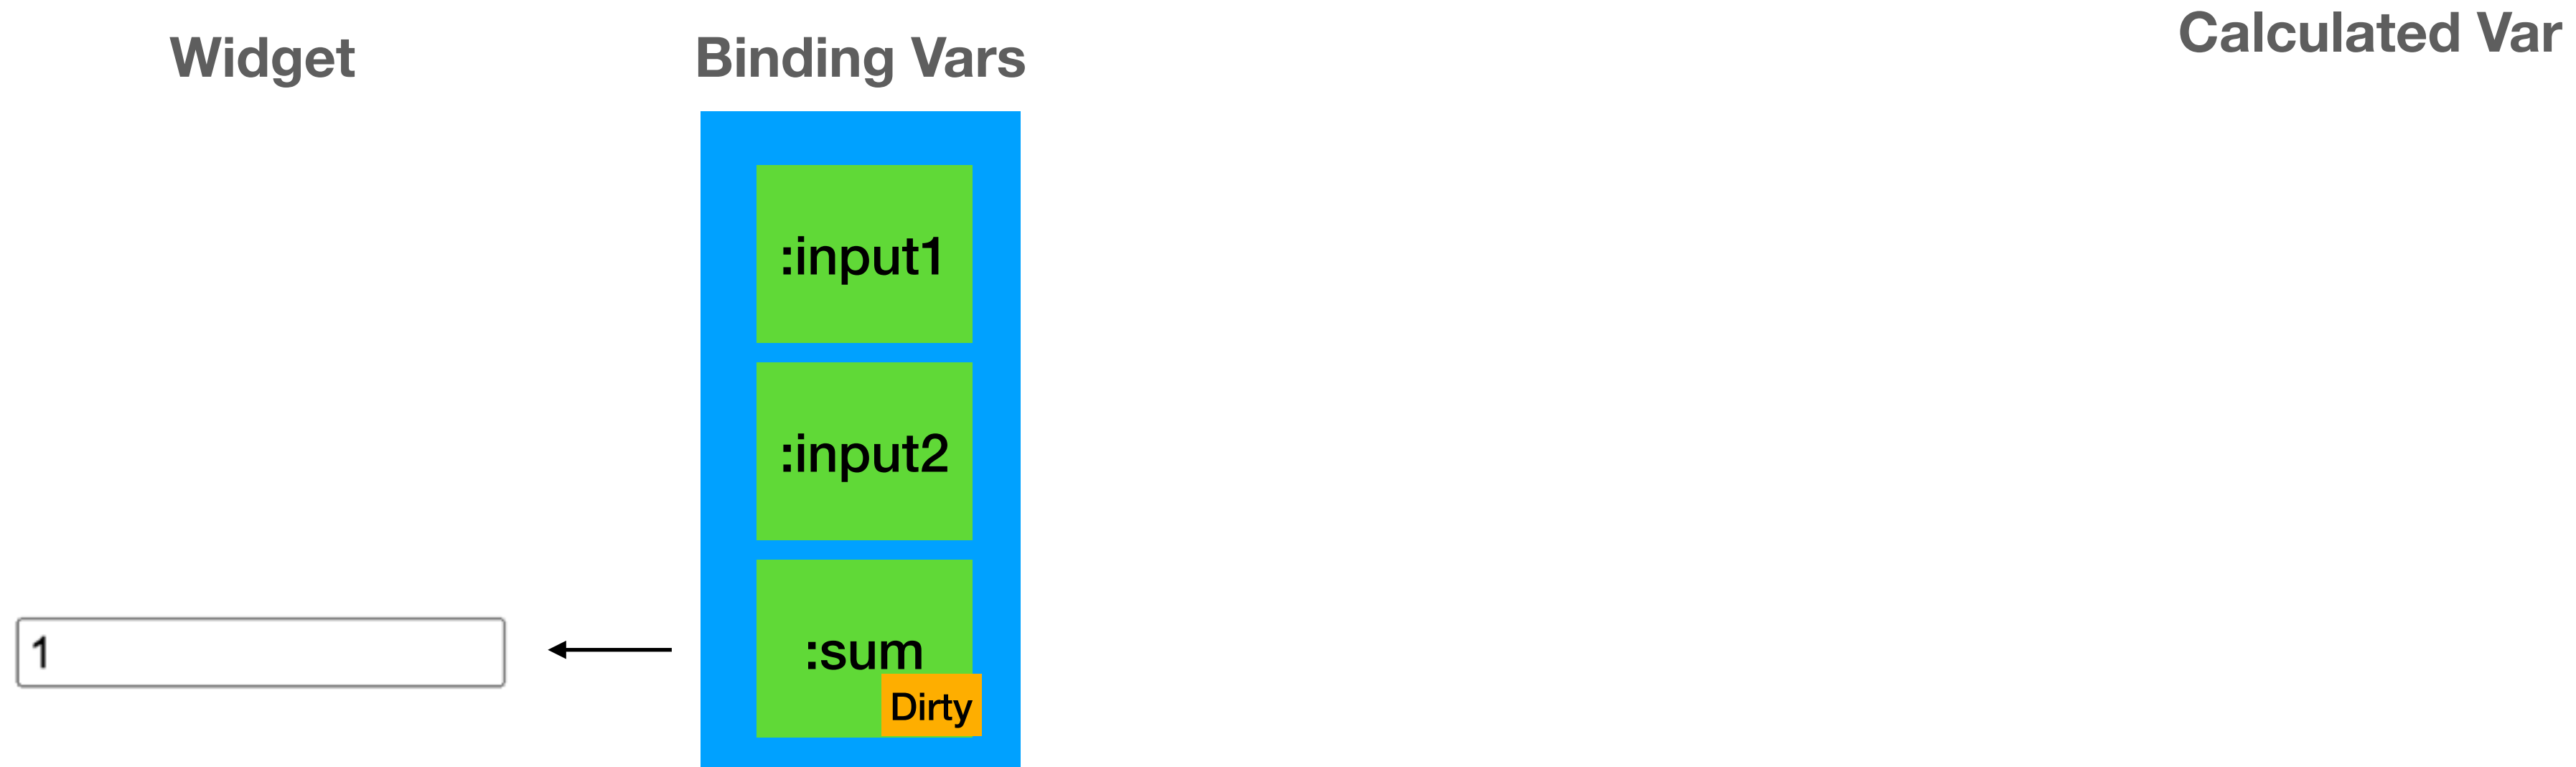 Widget
Binding Vars
Calculated Var
:input1
:input2
:sum
Dirty
1